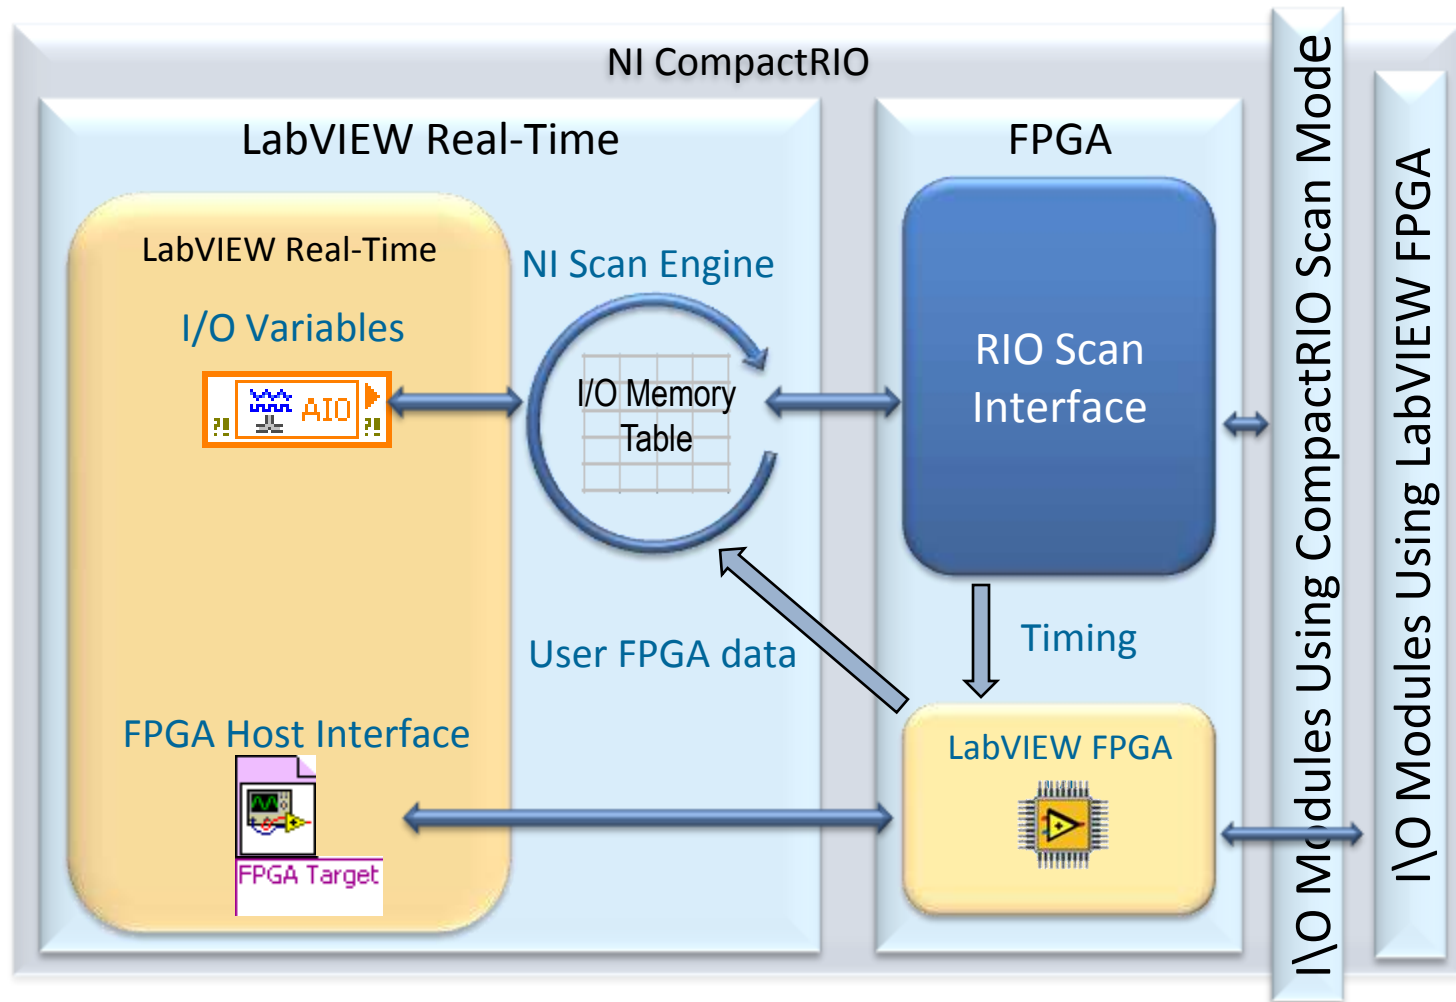 NI CompactRIO
LabVIEW Real-Time
LabVIEW Real-Time
I/O Variables
?!
AIO
?!
FPGA Host Interface
FPGA Target
NI Scan Engine
I/O Memory
Table
User FPGA data
FPGA
RIO Scan
Interface
Timing
LabVIEW FPGA
I\O Modules Using CompactRIO Scan Mode
I\O Modules Using LabVIEW FPGA